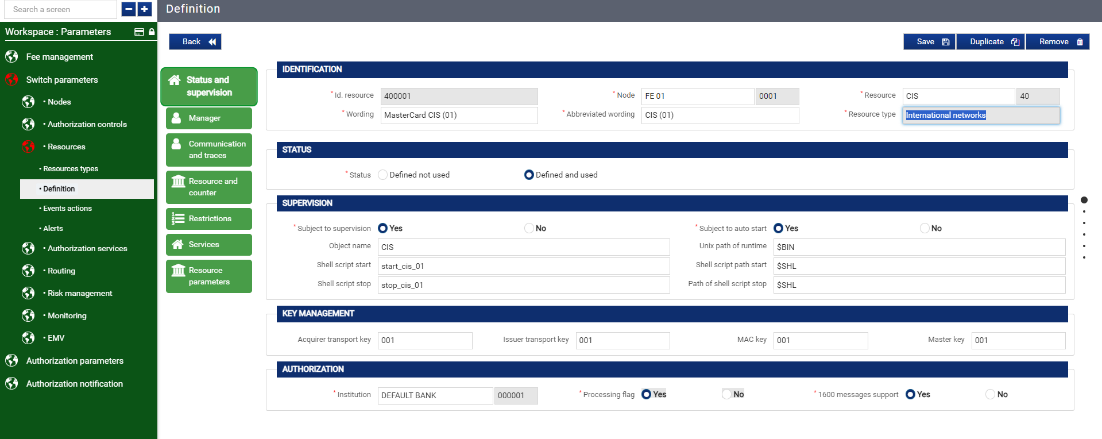 Search a screen
Definition
Workspace : Parameters
Back
Save
Duplicate
Remove
Fee management
Switch parameters
• Nodes
• Authorization controls
• Resources
• Resources types
• Definition
• Events actions
• Alerts
• Authorization services
• Routing
• Risk management
• Monitoring
• EMV
Authorization parameters
Authorization notification
Status and
supervision
Manager
Communication
and traces
Resource and
counter
Restrictions
Services
Resource
parameters
IDENTIFICATION
* Id. resource 400001 * Node FE 01 0001 * Resource CIS 40
* Wording MasterCard CIS (01) * Abbreviated wording CIS (01) * Resource type International networks
STATUS
* Status Defined not used Defined and used
SUPERVISION
* Subject to supervision Yes No * Subject to auto start Yes No
Object name CIS Unix path of runtime $BIN
Shell script start start_cis_01 Shell script path start $SHL
Shell script stop stop_cis_01 Path of shell script stop $SHL
KEY MANAGEMENT
Acquirer transport key 001 Issuer transport key 001 MAC key 001 Master key 001
AUTHORIZATION
* Institution DEFAULT BANK 000001 * Processing flag Yes No * 1600 messages support Yes No